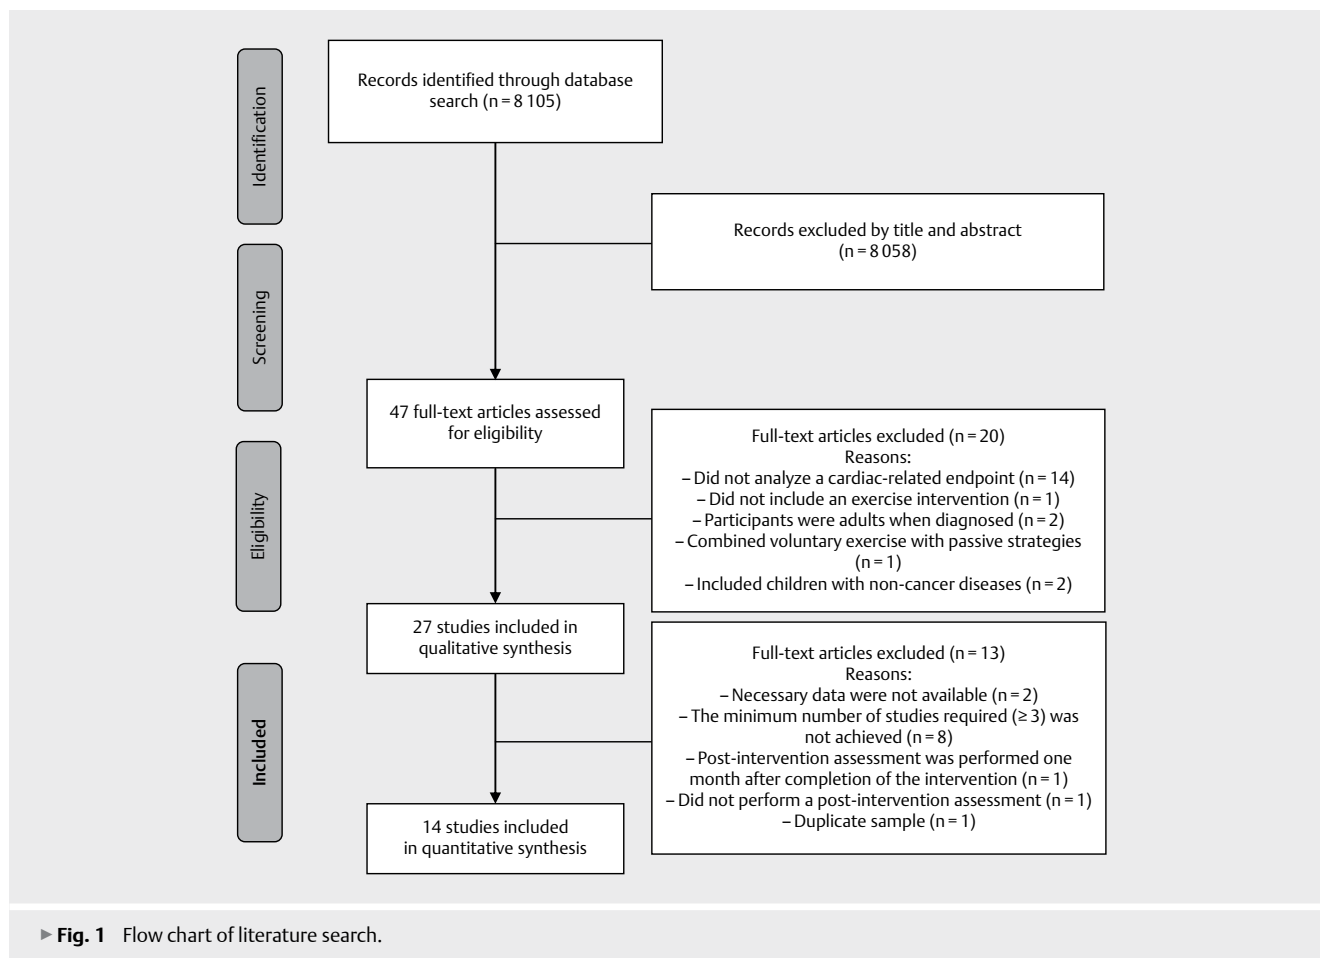 Identification
Records identified through database
search (n = 8 105)
Records excluded by title and abstract
(n = 8 058)
Screening
47 full-text articles assessed
for eligibility
Eligibility
Full-text articles excluded (n = 20)
Reasons:
– Did not analyze a cardiac-related endpoint (n = 14)
– Did not include an exercise intervention (n = 1)
– Participants were adults when diagnosed (n = 2)
– Combined voluntary exercise with passive strategies
(n = 1)
– Included children with non-cancer diseases (n = 2)
27 studies included in
qualitative synthesis
Included
Full-text articles excluded (n = 13)
Reasons:
– Necessary data were not available (n = 2)
– The minimum number of studies required (≥ 3) was
not achieved (n = 8)
– Post-intervention assessment was performed one
month after completion of the intervention (n = 1)
– Did not perform a post-intervention assessment (n = 1)
– Duplicate sample (n = 1)
14 studies included
in quantitative synthesis
▶ Fig. 1 Flow chart of literature search.